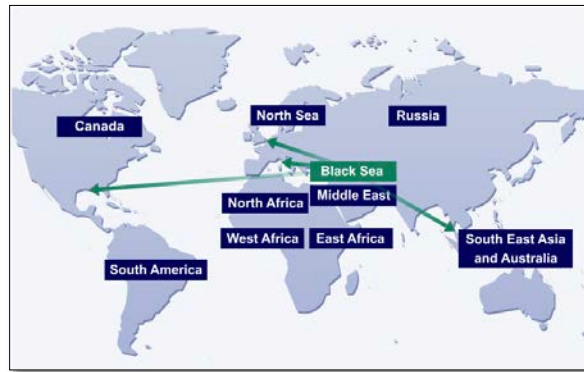 North Sea
Russia
Canada
Black Sea
Middle East
North Africa
West Africa
East Africa
South East Asia
and Australia
South America